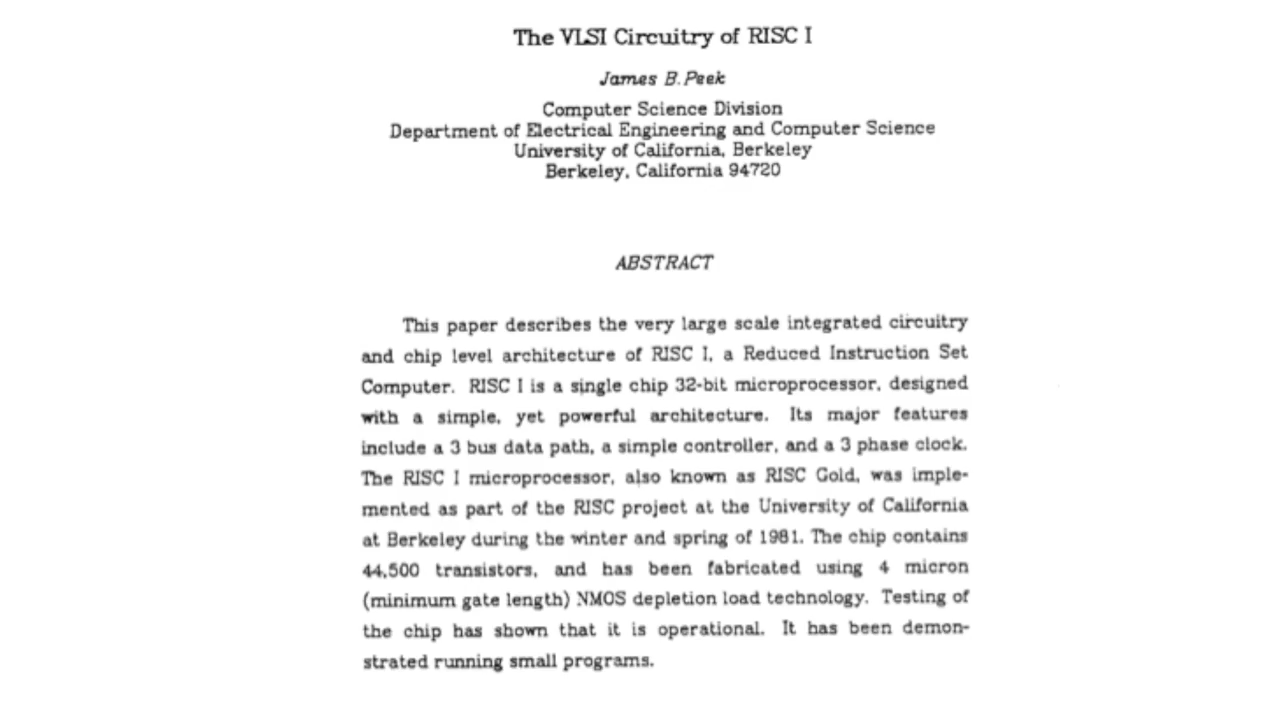 The VLSI Circuitry of RISC I
James B. Peek
Computer Science Division
Department of Electrical Engineering and Computer Science
University of California, Berkeley
Berkeley, California 94720
ABSTRACT
This paper describes the very large scale integrated circuitry
and chip level architecture of RISC I, a Reduced Instruction Set
Computer. RISC I is a single chip 32-bit microprocessor, designed
with a simple, yet powerful architecture. Its major features
include a 3 bus data path, a simple controller, and a 3 phase clock.
The RISC I microprocessor, also known as RISC Gold, was imple-
mented as part of the RISC project at the University of California
at Berkeley during the winter and spring of 1981. The chip contains
44,500 transistors, and has been fabricated using 4 micron
(minimum gate length) NMOS depletion load technology. Testing of
the chip has shown that it is operational. It has been demon-
strated running small programs.